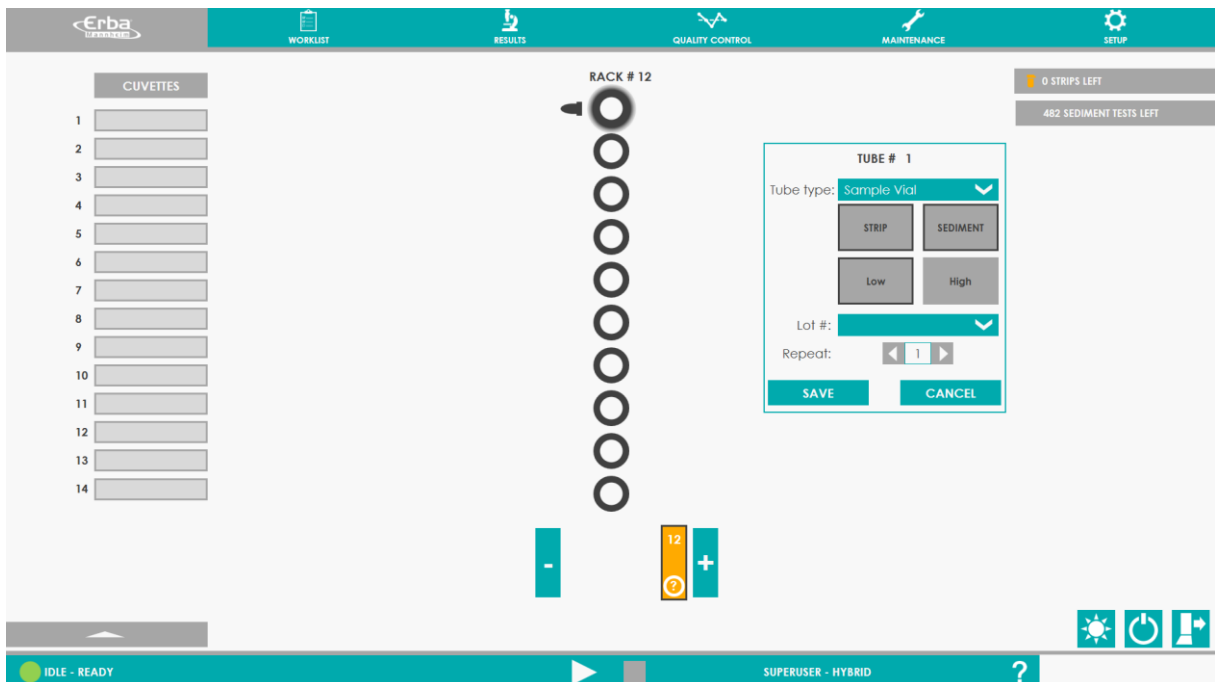 Erba
Mannheim
WORKLIST
RESULTS
QUALITY CONTROL
MAINTENANCE
SETUP
CUVETTES
1
2
3
4
5
6
7
8
9
10
11
12
13
14
RACK # 12
0 STRIPS LEFT
482 SEDIMENT TESTS LEFT
TUBE # 1
Tube type: Sample Vial
STRIP SEDIMENT
Low High
Lot #:
Repeat: 1
SAVE CANCEL
12
?
- +
IDLE - READY
SUPERUSER - HYBRID
?